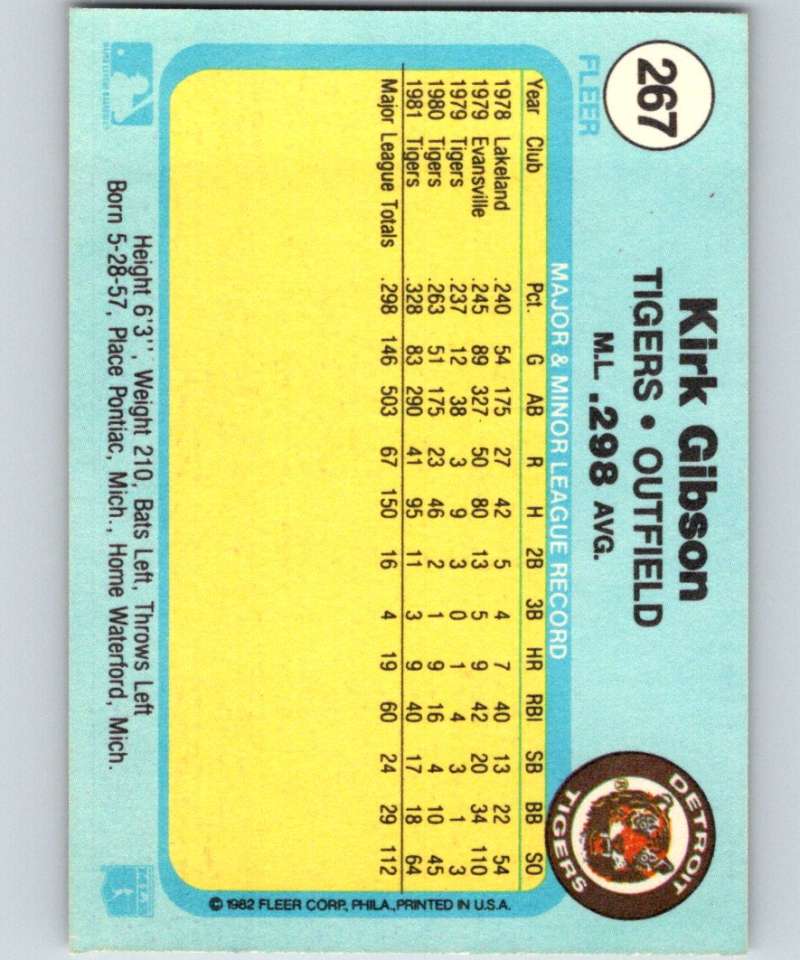 267
FLEER
Kirk Gibson
TIGERS • OUTFIELD
M.L. .298 AVG.
DETROIT
TIGERS
®
MAJOR & MINOR LEAGUE RECORD
Year Club Pct. G AB R H 2B 3B HR RBI SB BB SO
1978 Lakeland .240 54 175 27 42 5 4 7 40 13 22 54
1979 Evansville .245 89 327 50 80 13 5 9 42 20 34 110
1979 Tigers .237 12 38 3 9 3 0 1 4 3 1 3
1980 Tigers .263 51 175 23 46 2 1 9 16 4 10 45
1981 Tigers .328 83 290 41 95 11 3 9 40 17 18 64
Major League Totals .298 146 503 67 150 16 4 19 60 24 29 112
© 1982 FLEER CORP., PHILA., PRINTED IN U.S.A.
Height 6'3'', Weight 210, Bats Left, Throws Left
Born 5-28-57, Place Pontiac, Mich., Home Waterford, Mich.